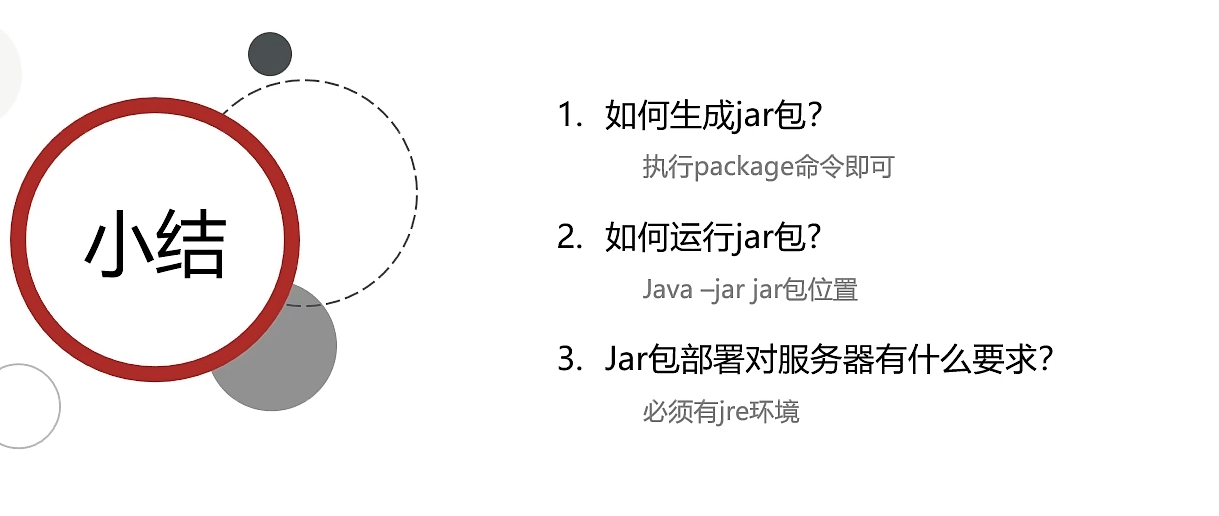 小结
1. 如何生成jar包？
执行package命令即可
2. 如何运行jar包？
Java –jar jar包位置
3. Jar包部署对服务器有什么要求？
必须有jre环境